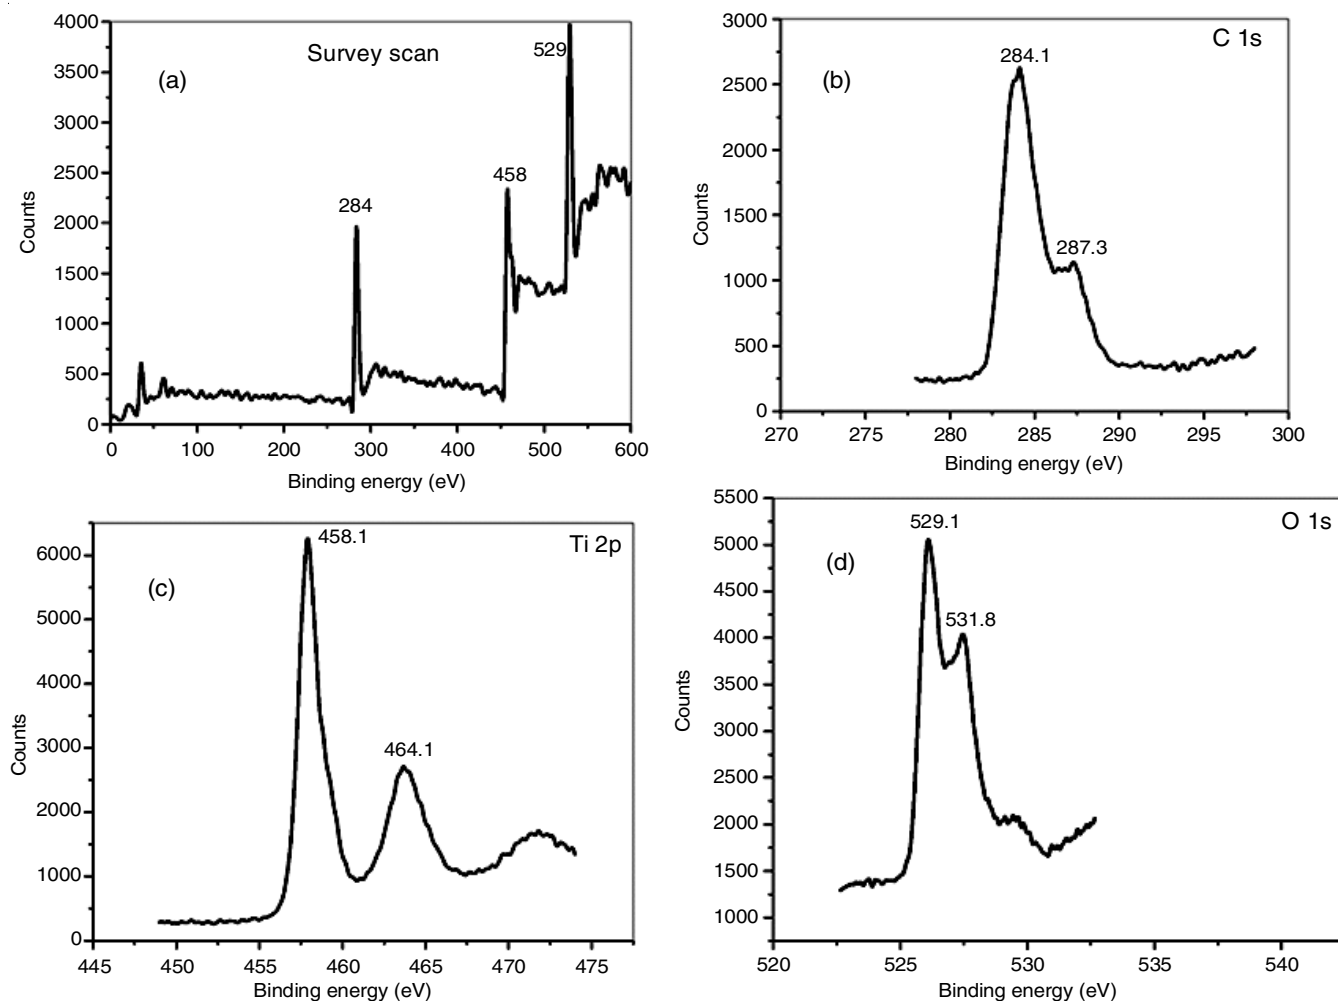 Survey scan
(a)
529
458
284
4000
3500
3000
2500
2000
1500
1000
500
0
Counts
0 100 200 300 400 500 600
Binding energy (eV)
C 1s
(b)
284.1
287.3
3000
2500
2000
1500
1000
500
0
Counts
270 275 280 285 290 295 300
Binding energy (eV)
Ti 2p
(c)
458.1
464.1
6000
5000
4000
3000
2000
1000
0
Counts
445 450 455 460 465 470 475
Binding energy (eV)
O 1s
(d)
529.1
531.8
5500
5000
4500
4000
3500
3000
2500
2000
1500
1000
Counts
520 525 530 535 540
Binding energy (eV)